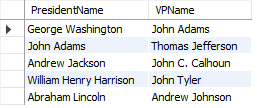 PresidentName VPName
George Washington John Adams
John Adams Thomas Jefferson
Andrew Jackson John C. Calhoun
William Henry Harrison John Tyler
Abraham Lincoln Andrew Johnson